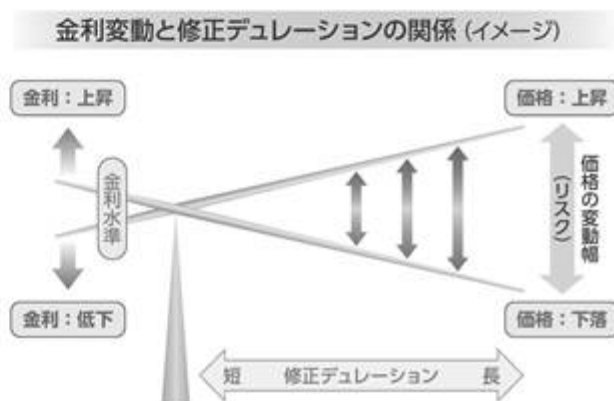 金利変動と修正デュレーションの関係(イメージ)
金利：上昇
価格：上昇
金利水準
価格の変動幅
(リスク)
金利：低下
価格：下落
短 修正デュレーション 長